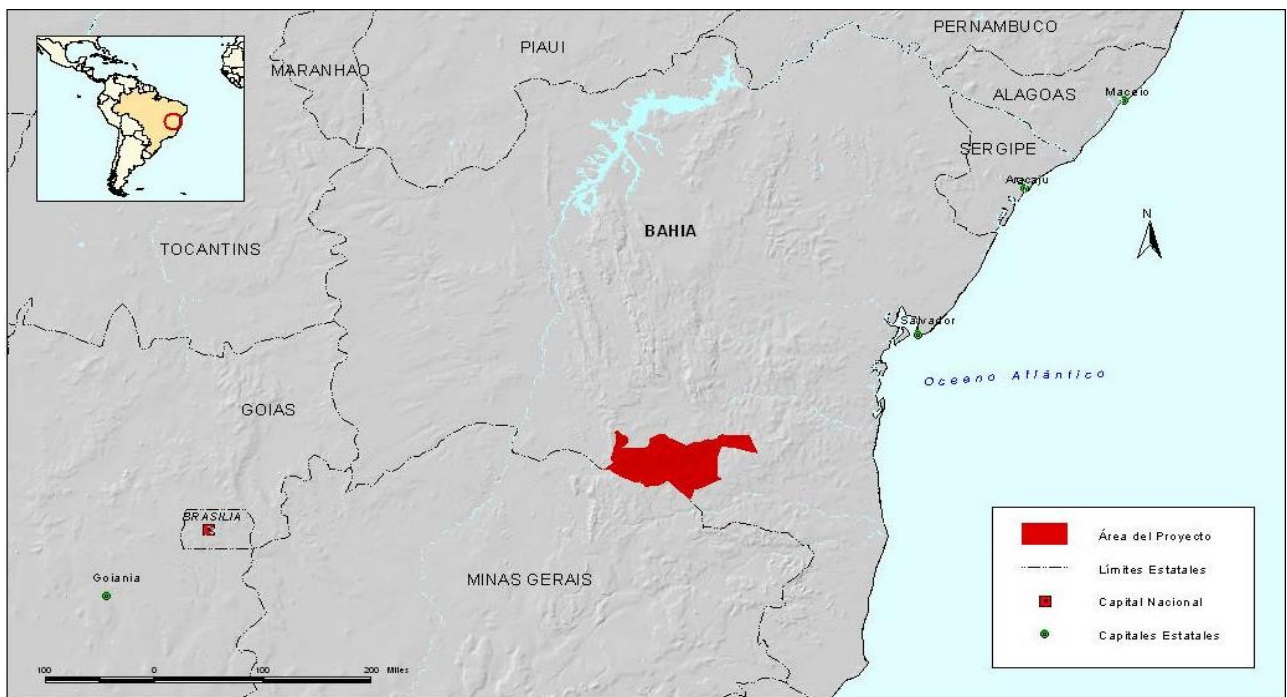 PERNAMBUCO
PIAUI
MARANHAO
ALAGOAS
Maceio
SERGIPE
Aracaju
BAHIA
N
TOCANTINS
Salvador
Oceeno Atlántico
GOIAS
BRASILIA
Goiania
MINAS GERAIS
Área del Proyecto
Límites Estatales
Capital Nacional
Capitales Estatales
100 0 100 200 Miles